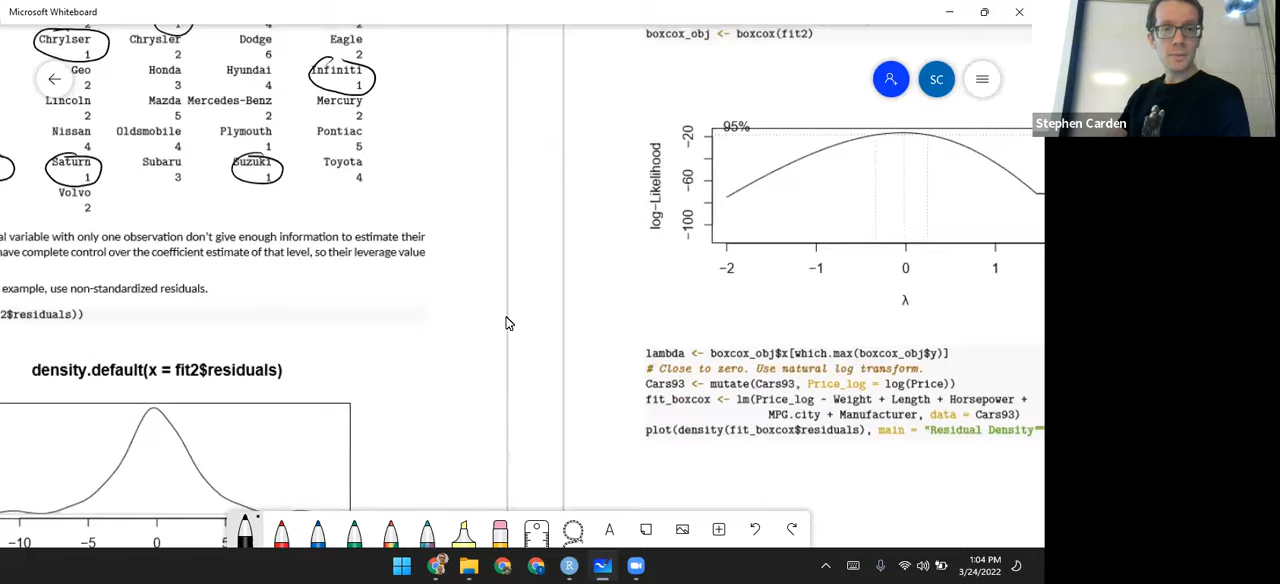 Microsoft Whiteboard
2 1 2 4
Chrylser Chrysler Dodge Eagle
1 2 6 2
Geo Honda Hyundai Infiniti
2 3 4 1
Lincoln Mazda Mercedes-Benz Mercury
2 5 2 2
Nissan Oldsmobile Plymouth Pontiac
4 4 1 5
Saturn Subaru Suzuki Toyota
1 3 1 4
Volvo
2
al variable with only one observation don't give enough information to estimate their
have complete control over the coefficient estimate of that level, so their leverage value
example, use non-standardized residuals.
2$residuals))
density.default(x = fit2$residuals)
-10 -5 0
boxcox_obj <- boxcox(fit2)
SC
Stephen Carden
95%
log-Likelihood
-20
-60
-100
-2 -1 0 1
λ
lambda <- boxcox_obj$x[which.max(boxcox_obj$y)]
# Close to zero. Use natural log transform.
Cars93 <- mutate(Cars93, Price_log = log(Price))
fit_boxcox <- lm(Price_log ~ Weight + Length + Horsepower +
MPG.city + Manufacturer, data = Cars93)
plot(density(fit_boxcox$residuals), main = "Residual Density"
A
R
1:04 PM
3/24/2022